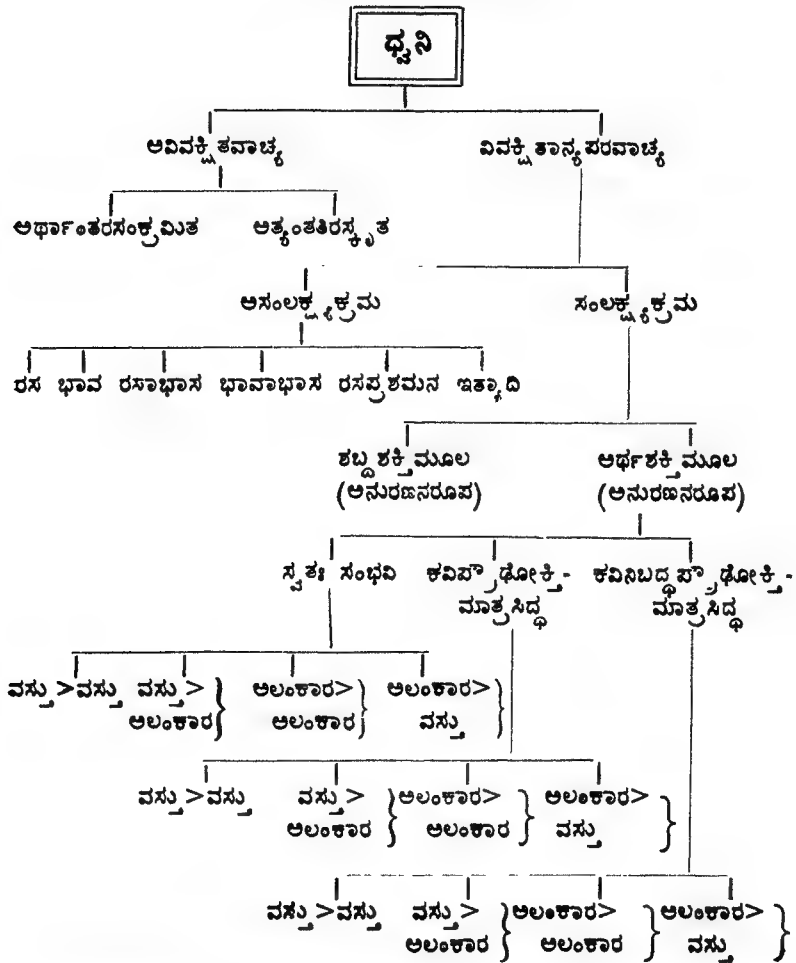 ಧ್ವನಿ
ಅವಿವಕ್ಷಿತವಾಚ್ಯ ವಿವಕ್ಷಿತಾನ್ಯಪರವಾಚ್ಯ
ಅರ್ಥಾಂತರಸಂಕ್ರಮಿತ ಅತ್ಯಂತತಿರಸ್ಕೃತ
ಅಸಂಲಕ್ಷ್ಯಕ್ರಮ ಸಂಲಕ್ಷ್ಯಕ್ರಮ
ರಸ ಭಾವ ರಸಾಭಾಸ ಭಾವಾಭಾಸ ರಸಪ್ರಶಮನ ಇತ್ಯಾದಿ
ಶಬ್ದಶಕ್ತಿಮೂಲ ಅರ್ಥಶಕ್ತಿಮೂಲ
(ಅನುರಣನರೂಪ) (ಅನುರಣನರೂಪ)
ಸ್ವತಃ ಸಂಭವಿ ಕವಿಪ್ರೌಢೋಕ್ತಿ- ಕವಿನಿಬದ್ಧಪ್ರೌಢೋಕ್ತಿ-
ಮಾತ್ರಸಿದ್ಧ ಮಾತ್ರಸಿದ್ಧ
ವಸ್ತು>ವಸ್ತು ವಸ್ತು> ಅಲಂಕಾರ> ಅಲಂಕಾರ>
ಅಲಂಕಾರ} ಅಲಂಕಾರ} ವಸ್ತು }
ವಸ್ತು>ವಸ್ತು ವಸ್ತು> ಅಲಂಕಾರ> ಅಲಂಕಾರ>
ಅಲಂಕಾರ } ಅಲಂಕಾರ } ವಸ್ತು }
ವಸ್ತು>ವಸ್ತು ವಸ್ತು> ಅಲಂಕಾರ> ಅಲಂಕಾರ>
ಅಲಂಕಾರ } ಅಲಂಕಾರ } ವಸ್ತು }